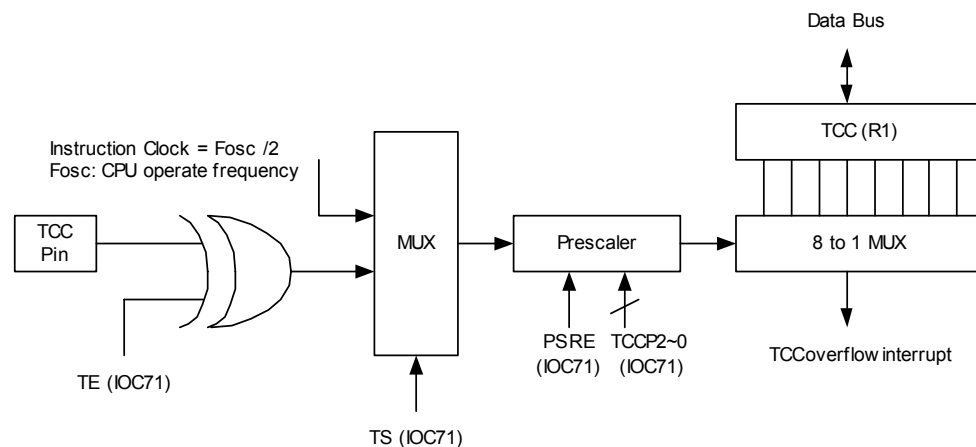 Data Bus
TCC (R1)
Instruction Clock = Fosc /2
Fosc: CPU operate frequency
TCC
Pin
MUX
Prescaler
8 to 1 MUX
PSRE
(IOC71)
TCCP2~0
(IOC71)
TCCoverflow interrupt
TE (IOC71)
TS (IOC71)